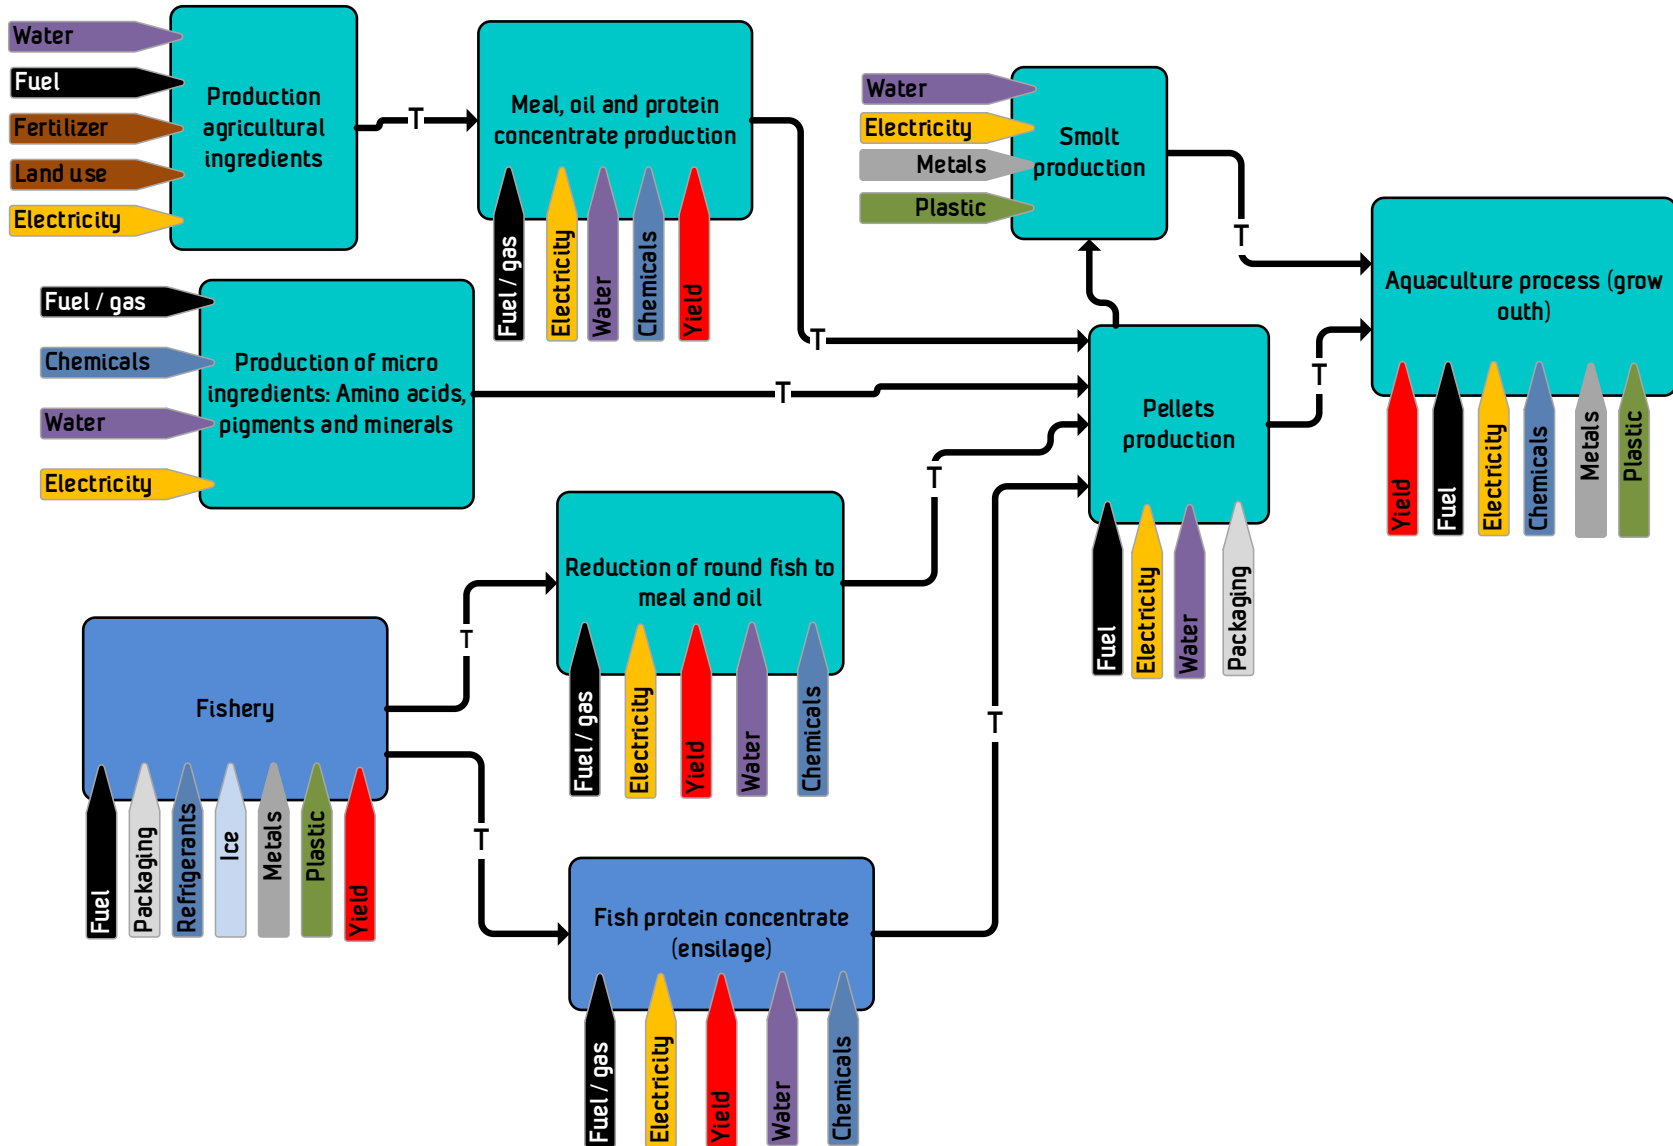 Water
Fuel
Fertilizer
Land use
Electricity
Production
agricultural
ingredients
T
Meal, oil and protein
concentrate production
Fuel / gas
Electricity
Water
Chemicals
Yield
T
Water
Electricity
Metals
Plastic
Smolt
production
T
Fuel / gas
Chemicals
Water
Electricity
Production of micro
ingredients: Amino acids,
pigments and minerals
T
Aquaculture process (grow
outh)
Yield
Fuel
Electricity
Chemicals
Metals
Plastic
Pellets
production
Fuel
Electricity
Water
Packaging
T
Reduction of round fish to
meal and oil
Fuel / gas
Electricity
Yield
Water
Chemicals
T
Fishery
Fuel
Packaging
Refrigerants
Ice
Metals
Plastic
Yield
T
T
Fish protein concentrate
(ensilage)
Fuel / gas
Electricity
Yield
Water
Chemicals
T